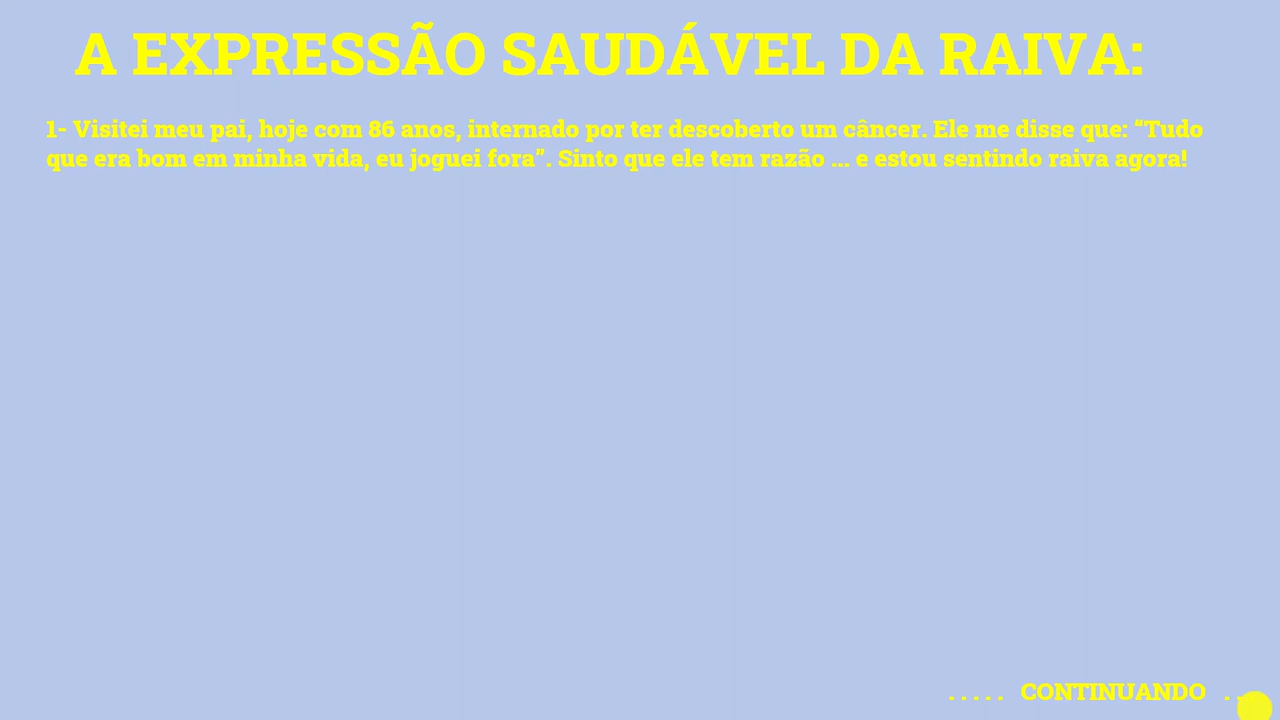 A EXPRESSÃO SAUDÁVEL DA RAIVA:
1- Visitei meu pai, hoje com 86 anos, internado por ter descoberto um câncer. Ele me disse que: “Tudo
que era bom em minha vida, eu joguei fora”. Sinto que ele tem razão ... e estou sentindo raiva agora!
. . . . . CONTINUANDO . .